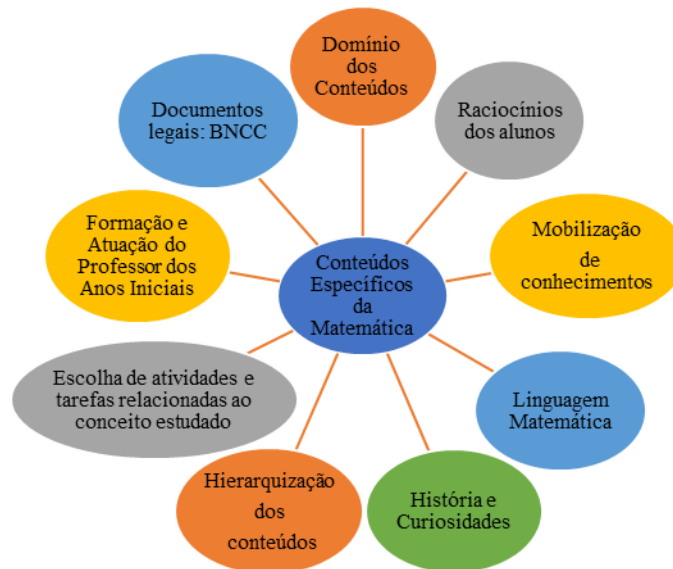 Domínio
dos
Conteúdos
Raciocínios
dos alunos
Mobilização
de
conhecimentos
Linguagem
Matemática
História e
Curiosidades
Hierarquização
dos
conteúdos
Escolha de atividades e
tarefas relacionadas ao
conceito estudado
Formação e
Atuação do
Professor dos
Anos Iniciais
Documentos
legais: BNCC
Conteúdos
Específicos
da
Matemática